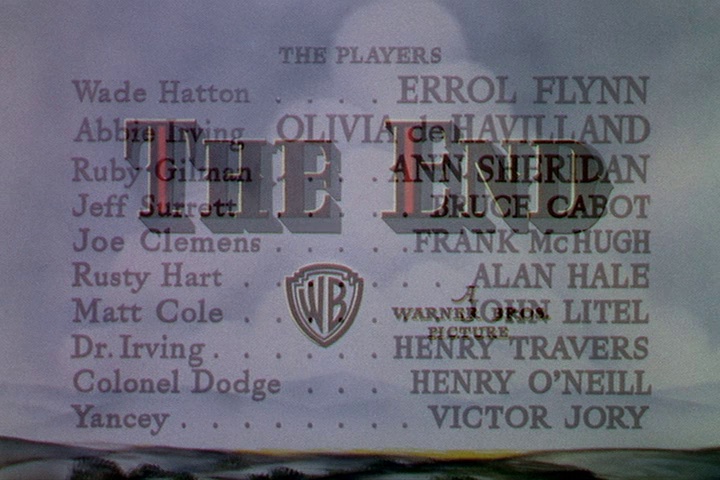 THE PLAYERS
Wade Hatton . . . . ERROL FLYNN
Abbie Irving OLIVIA de HAVILLAND
THE END
Ruby Gilman . . . ANN SHERIDAN
Jeff Surrett . . . . BRUCE CABOT
Joe Clemens . . . . . FRANK McHUGH
Rusty Hart . . . . . . . ALAN HALE
WB
A
Matt Cole . . . . . . JOHN LITEL
WARNER BROS.
PICTURE
Dr. Irving . . . . . . HENRY TRAVERS
Colonel Dodge . . . . HENRY O'NEILL
Yancey . . . . . . . . VICTOR JORY